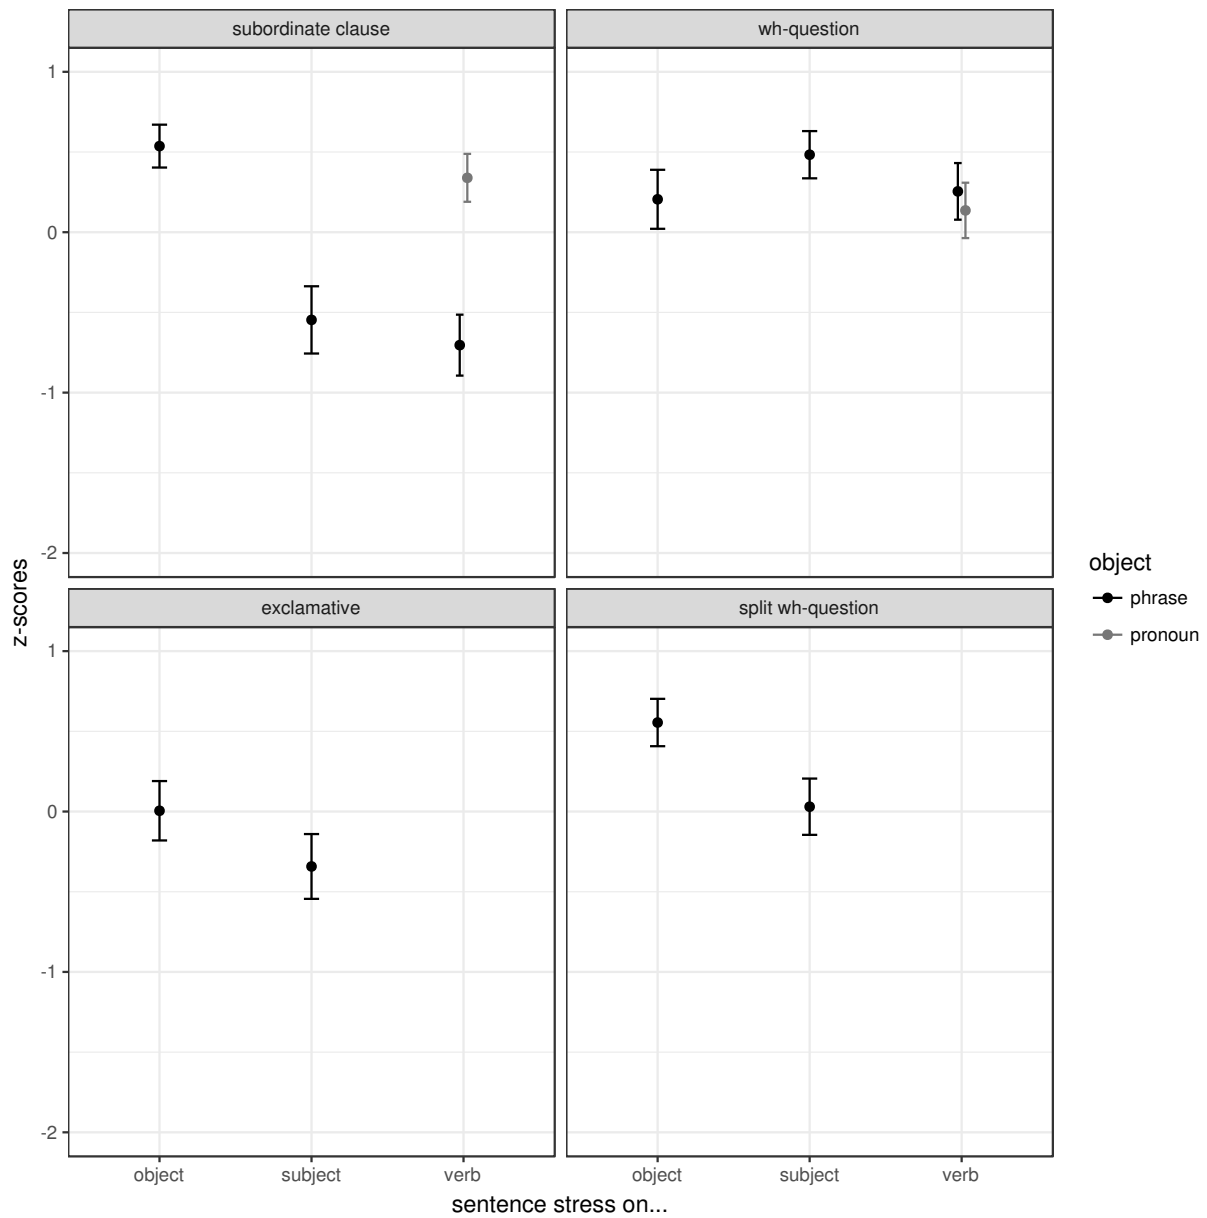 subordinate clause
wh-question
1
0
-1
-2
exclamative
split wh-question
1
0
-1
-2
object
subject
verb
object
subject
verb
sentence stress on...
z-scores
object
phrase
pronoun